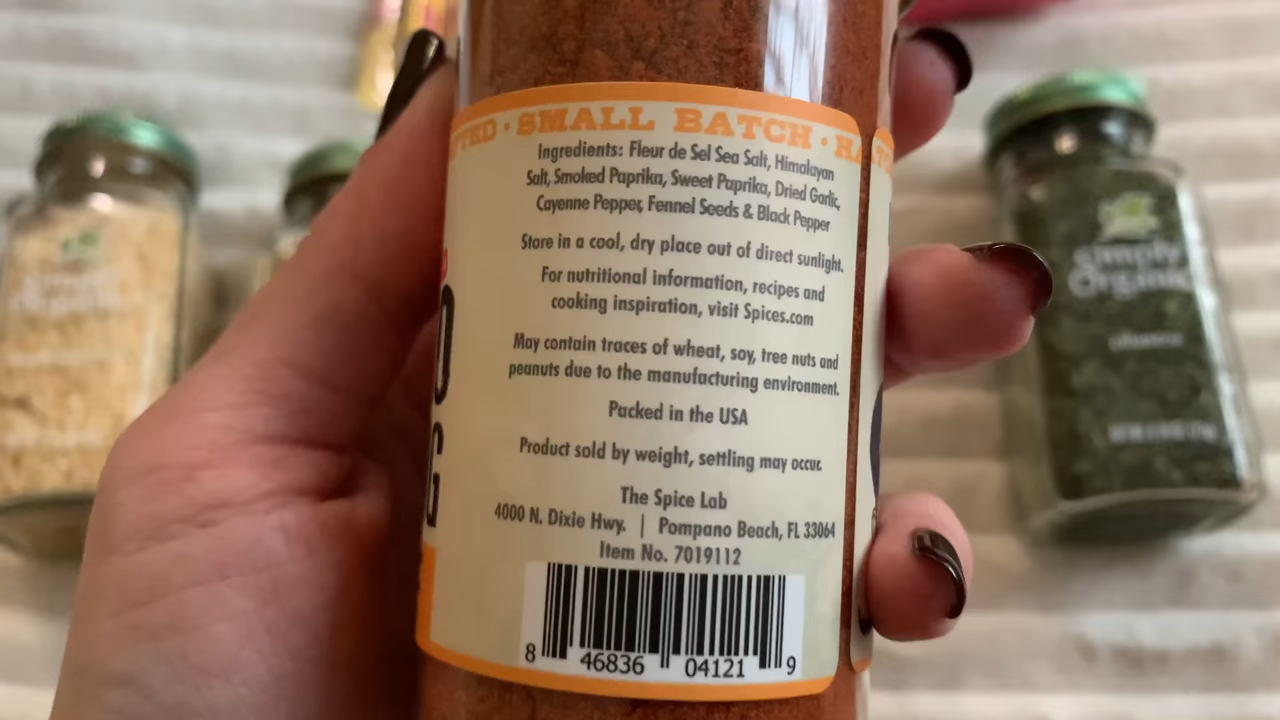 TED · SMALL BATCH · HA
Ingredients: Fleur de Sel Sea Salt, Himalayan
Salt, Smoked Paprika, Sweet Paprika, Dried Garlic,
Cayenne Pepper, Fennel Seeds & Black Pepper
Store in a cool, dry place out of direct sunlight.
For nutritional information, recipes and
cooking inspiration, visit Spices.com
May contain traces of wheat, soy, tree nuts and
peanuts due to the manufacturing environment.
Packed in the USA
Product sold by weight, settling may occur.
The Spice Lab
4000 N. Dixie Hwy. | Pompano Beach, FL 33064
Item No. 7019112
8 46836 04121 9
Simply
Organic
cilantro